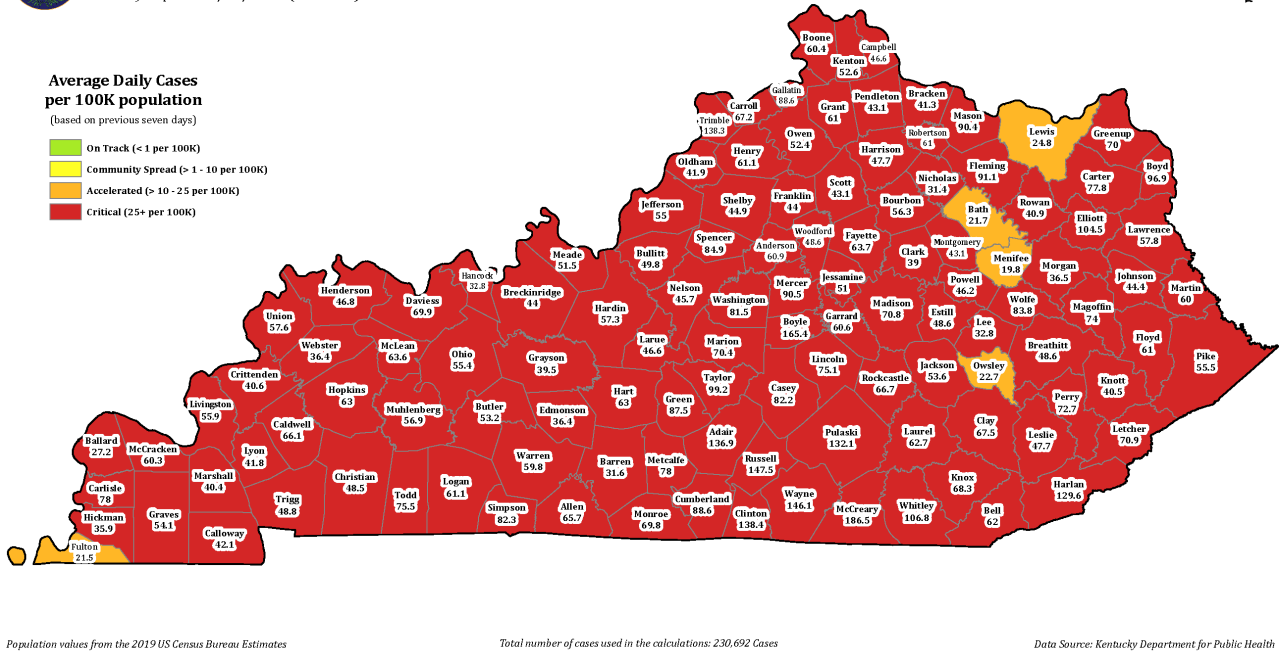 Average Daily Cases
per 100K population
(based on previous seven days)
On Track (< 1 per 100K)
Community Spread (> 1 - 10 per 100K)
Accelerated (> 10 - 25 per 100K)
Critical (25+ per 100K)
Boone
60.4
Kenton
52.6
Campbell
46.6
Gallatin
88.6
Carroll
67.2
Trimble
138.3
Grant
61
Pendleton
43.1
Bracken
41.3
Mason
90.4
Robertson
61
Lewis
24.8
Greenup
70
Boyd
96.9
Carter
77.8
Owen
52.4
Henry
61.1
Oldham
41.9
Harrison
47.7
Fleming
91.1
Nicholas
31.4
Scott
43.1
Bourbon
56.3
Franklin
44
Shelby
44.9
Jefferson
55
Bath
21.7
Rowan
40.9
Elliott
104.5
Lawrence
57.8
Spencer
84.9
Anderson
60.9
Woodford
48.6
Fayette
63.7
Clark
39
Montgomery
43.1
Menifee
19.8
Morgan
36.5
Johnson
44.4
Martin
60
Meade
51.5
Bullitt
49.8
Hancock
32.8
Breckinridge
44
Henderson
46.8
Daviess
69.9
Union
57.6
Hardin
57.3
Nelson
45.7
Washington
81.5
Mercer
90.5
Jessamine
51
Boyle
165.4
Garrard
60.6
Madison
70.8
Estill
48.6
Powell
46.2
Lee
32.8
Wolfe
83.8
Magoffin
74
Floyd
61
Breathitt
48.6
Pike
55.5
Webster
36.4
McLean
63.6
Ohio
55.4
Grayson
39.5
Larue
46.6
Marion
70.4
Lincoln
75.1
Rockcastle
66.7
Jackson
53.6
Owsley
22.7
Knott
40.5
Perry
72.7
Crittenden
40.6
Livingston
55.9
Hopkins
63
Muhlenberg
56.9
Butler
53.2
Edmonson
36.4
Hart
63
Green
87.5
Taylor
99.2
Casey
82.2
Caldwell
66.1
Lyon
41.8
Adair
136.9
Pulaski
132.1
Laurel
62.7
Clay
67.5
Leslie
47.7
Letcher
70.9
Harlan
129.6
Ballard
27.2
McCracken
60.3
Marshall
40.4
Carlisle
78
Hickman
35.9
Graves
54.1
Calloway
42.1
Fulton
21.5
Trigg
48.8
Christian
48.5
Todd
75.5
Logan
61.1
Warren
59.8
Simpson
82.3
Allen
65.7
Barren
31.6
Metcalfe
78
Monroe
69.8
Cumberland
88.6
Russell
147.5
Clinton
138.4
Wayne
146.1
McCreary
186.5
Whitley
106.8
Knox
68.3
Bell
62
Population values from the 2019 US Census Bureau Estimates
Total number of cases used in the calculations: 230,692 Cases
Data Source: Kentucky Department for Public Health